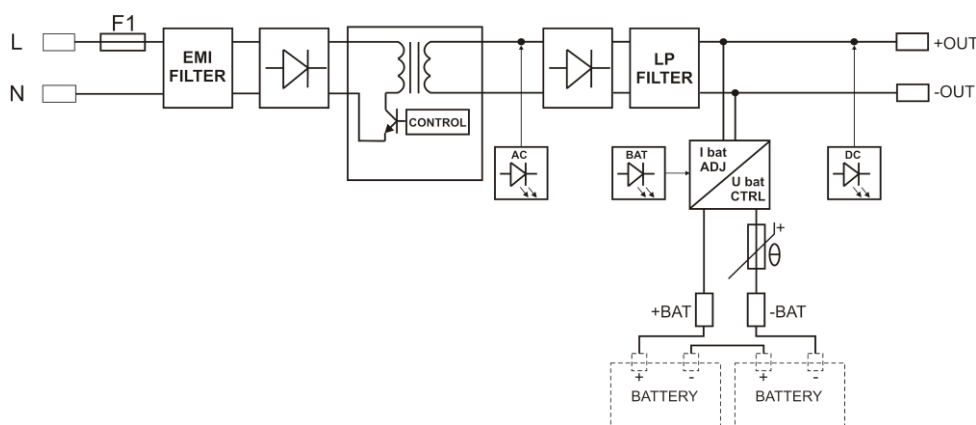 L
F1
EMI
FILTER
LP
FILTER
+OUT
N
-OUT
CONTROL
AC
BAT
I bat
ADJ
U bat
CTRL
DC
I+
θ
+BAT
-BAT
+
-
+
-
BATTERY
BATTERY